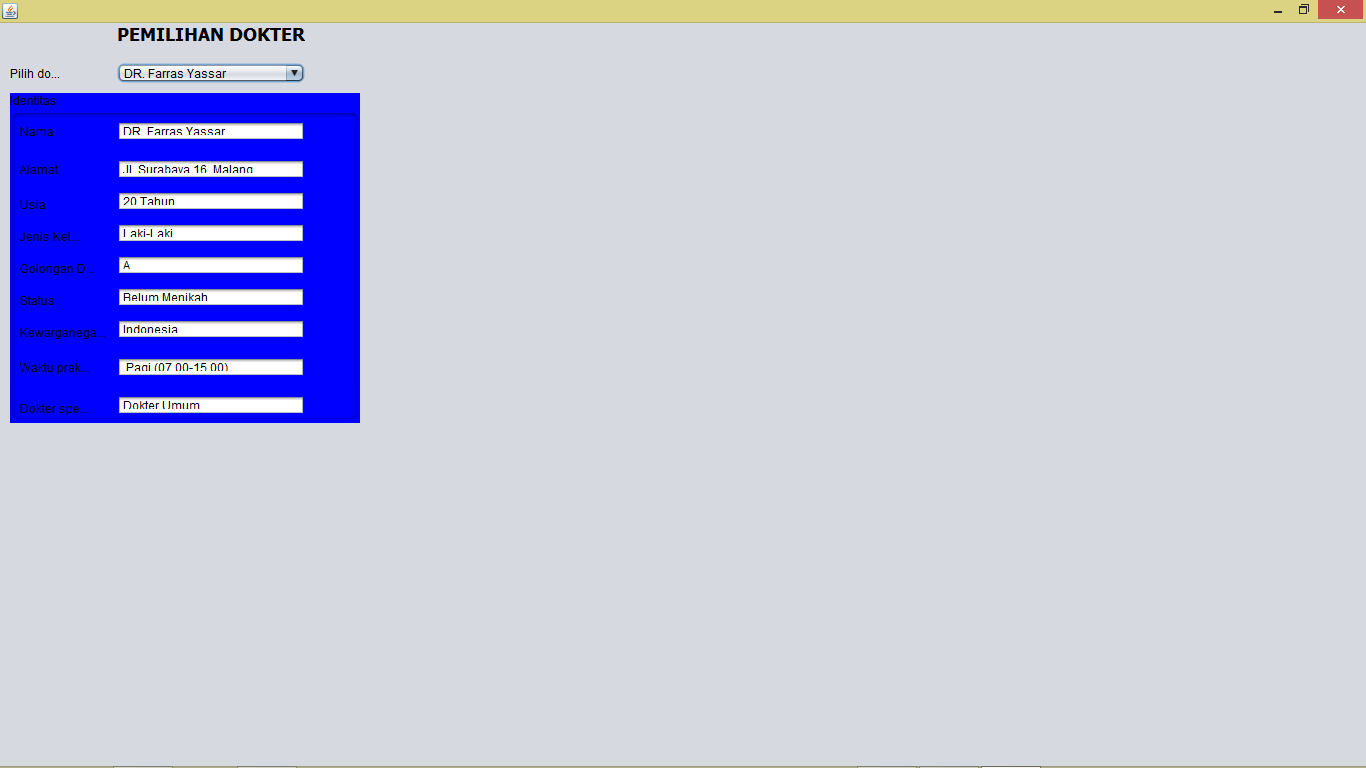 PEMILIHAN DOKTER
Pilih do... DR. Farras Yassar
Identitas
Nama DR. Farras Yassar
Alamat Jl. Surabaya 16 Malang
Usia 20 Tahun
Jenis Kel... Laki-Laki
Golongan D... A
Status Belum Menikah
Kewarganega... Indonesia
Waktu prak... Pagi (07.00-15.00)
Dokter spe... Dokter Umum